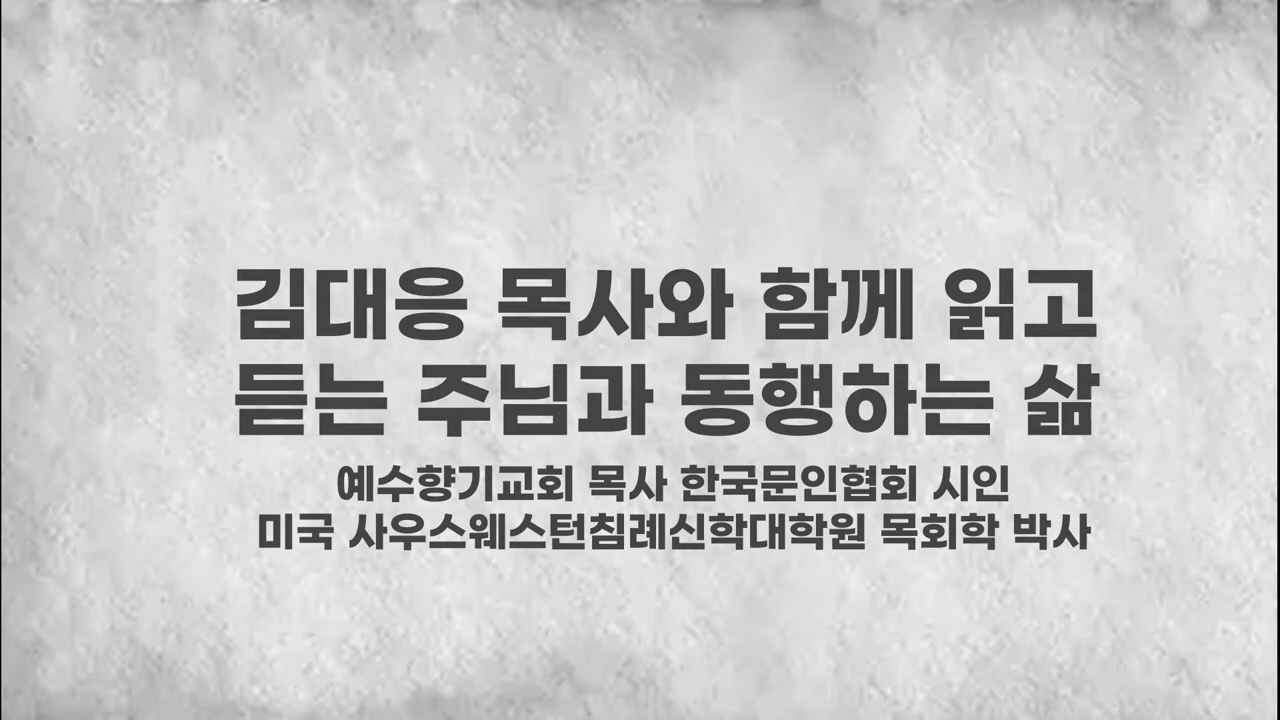 김대응 목사와 함께 읽고
듣는 주님과 동행하는 삶
예수향기교회 목사 한국문인협회 시인
미국 사우스웨스턴침례신학대학원 목회학 박사